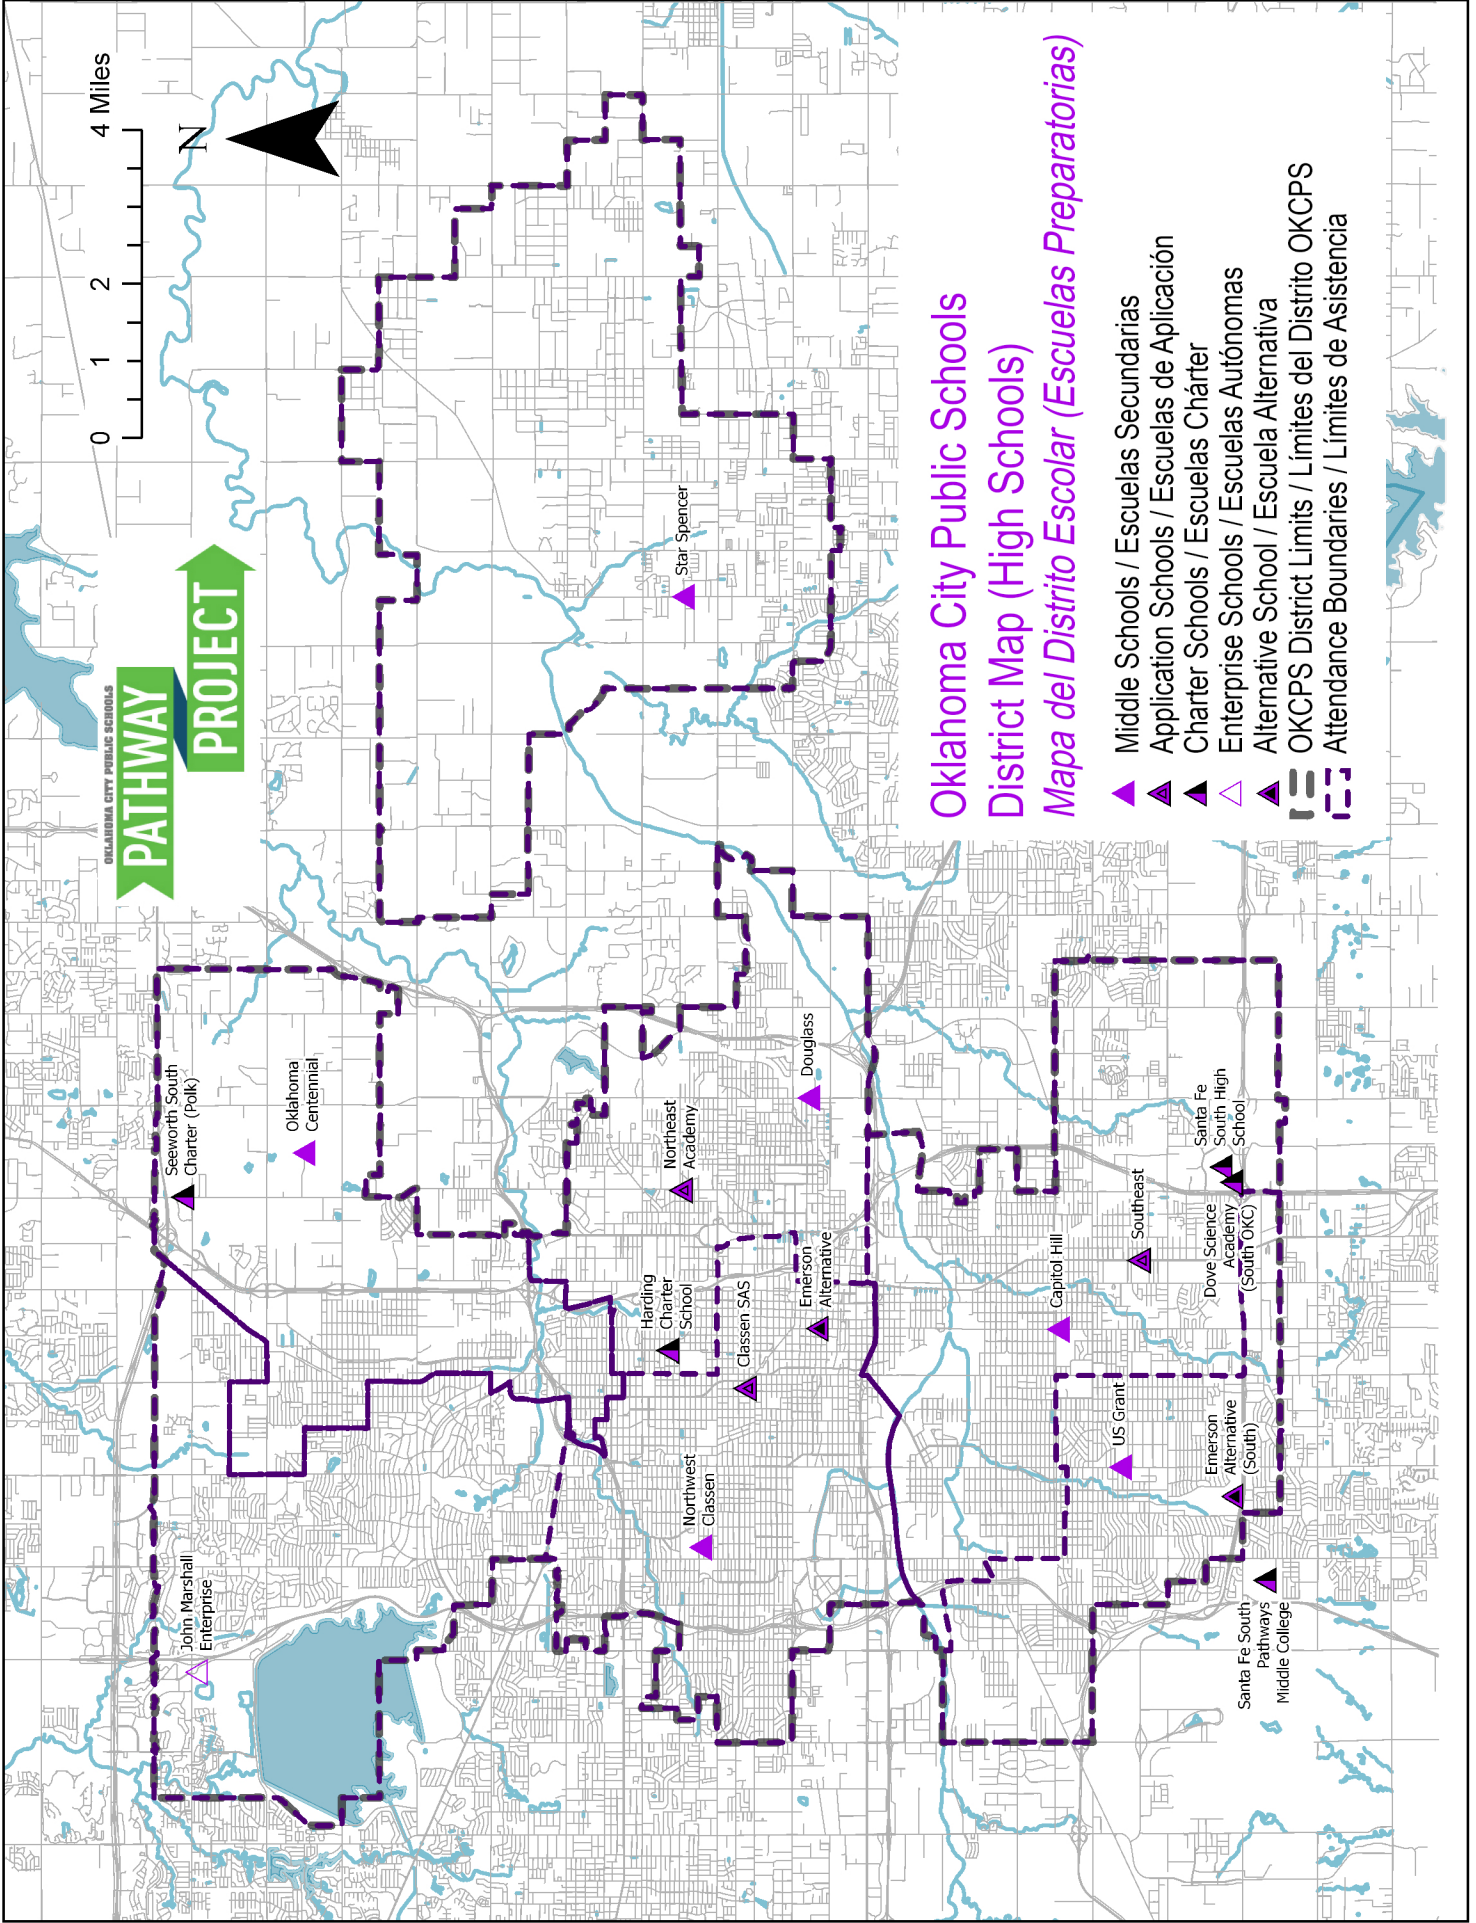 OKLAHOMA CITY PUBLIC SCHOOLS
PATHWAY
PROJECT
0 1 2 4 Miles
N
Seeworth South
Charter (Polk)
Oklahoma
Centennial
John Marshall
Enterprise
Star Spencer
Northeast
Academy
Harding
Charter
School
Classen SAS
Northwest
Classen
Douglass
Emerson
Alternative
Capitol Hill
US Grant
Southeast
Santa Fe
South High
School
Dove Science
Academy
(South OKC)
Emerson
Alternative
(South)
Santa Fe South
Pathways
Middle College
Oklahoma City Public Schools
District Map (High Schools)
Mapa del Distrito Escolar (Escuelas Preparatorias)
Middle Schools / Escuelas Secundarias
Application Schools / Escuelas de Aplicación
Charter Schools / Escuelas Chárter
Enterprise Schools / Escuelas Autónomas
Alternative School / Escuela Alternativa
OKCPS District Limits / Límites del Distrito OKCPS
Attendance Boundaries / Límites de Asistencia